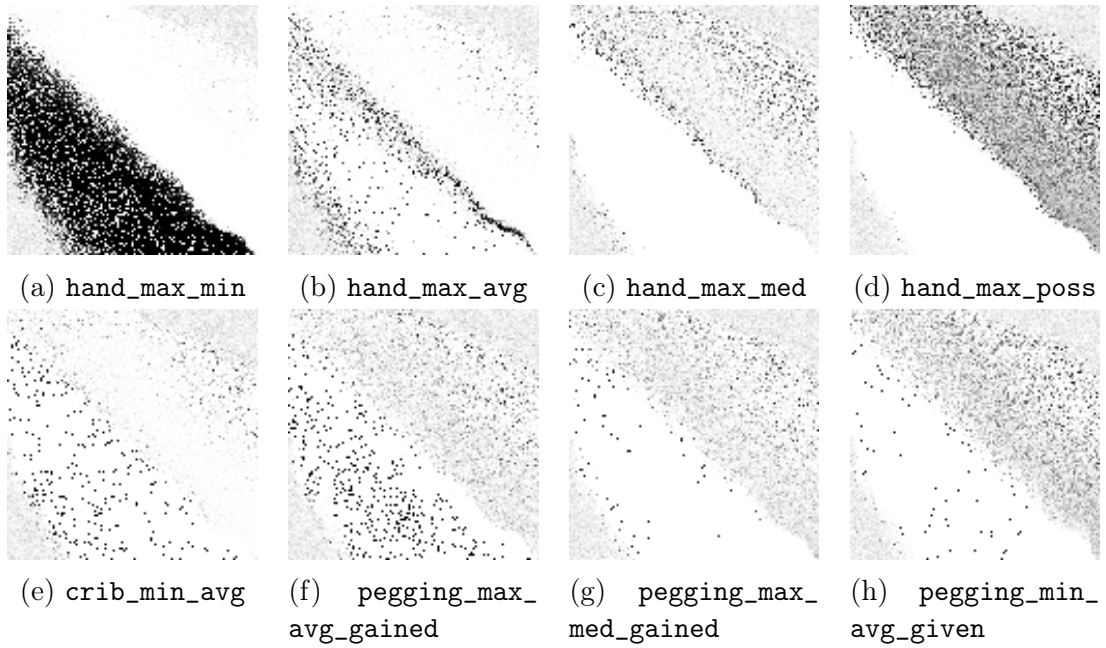 (a) hand_max_min (b) hand_max_avg (c) hand_max_med (d) hand_max_poss
(e) crib_min_avg (f) pegging_max_ (g) pegging_max_ (h) pegging_min_
avg_gained med_gained avg_given